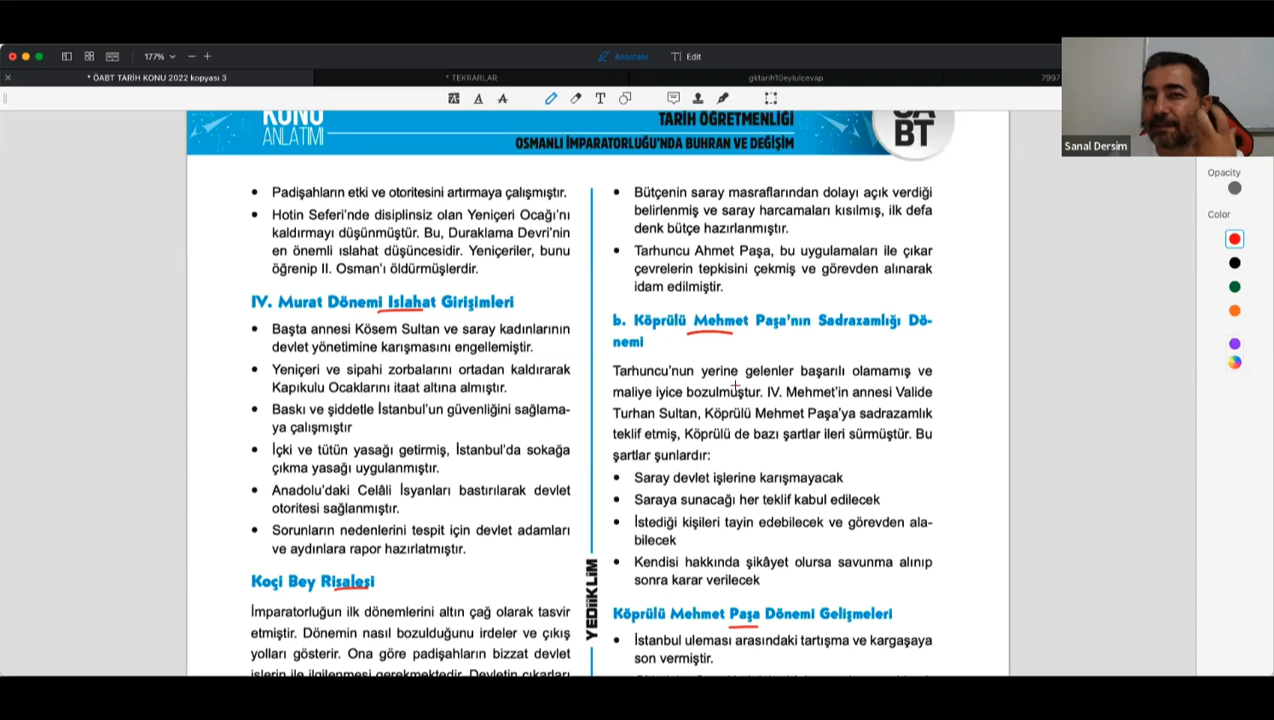 177%
Annotate
Edit
* ÖABT TARİH KONU 2022 kopyası 3
* TEKRARLAR
gktarih10eylulcevap
7997
Sanal Dersim
Opacity
Color
KONU
ANLATIMI
TARİH ÖĞRETMENLİĞİ
OSMANLI İMPARATORLUĞU'NDA BUHRAN VE DEĞİŞİM
BT
• Padişahların etki ve otoritesini artırmaya çalışmıştır.
• Hotin Seferi'nde disiplinsiz olan Yeniçeri Ocağı'nı
kaldırmayı düşünmüştür. Bu, Duraklama Devri'nin
en önemli ıslahat düşüncesidir. Yeniçeriler, bunu
öğrenip II. Osman'ı öldürmüşlerdir.
IV. Murat Dönemi Islahat Girişimleri
• Başta annesi Kösem Sultan ve saray kadınlarının
devlet yönetimine karışmasını engellemiştir.
• Yeniçeri ve sipahi zorbalarını ortadan kaldırarak
Kapıkulu Ocaklarını itaat altına almıştır.
• Baskı ve şiddetle İstanbul'un güvenliğini sağlama-
ya çalışmıştır
• İçki ve tütün yasağı getirmiş, İstanbul'da sokağa
çıkma yasağı uygulanmıştır.
• Anadolu'daki Celâli İsyanları bastırılarak devlet
otoritesi sağlanmıştır.
• Sorunların nedenlerini tespit için devlet adamları
ve aydınlara rapor hazırlatmıştır.
Koçi Bey Risalesi
İmparatorluğun ilk dönemlerini altın çağ olarak tasvir
etmiştir. Dönemin nasıl bozulduğunu irdeler ve çıkış
yolları gösterir. Ona göre padişahların bizzat devlet
işlerin ile ilgilenmesi gerekmektedir. Devletin çıkarları
YEDiiKLiM
• Bütçenin saray masraflarından dolayı açık verdiği
belirlenmiş ve saray harcamaları kısılmış, ilk defa
denk bütçe hazırlanmıştır.
• Tarhuncu Ahmet Paşa, bu uygulamaları ile çıkar
çevrelerin tepkisini çekmiş ve görevden alınarak
idam edilmiştir.
b. Köprülü Mehmet Paşa'nın Sadrazamlığı Dö-
nemi
Tarhuncu'nun yerine gelenler başarılı olamamış ve
maliye iyice bozulmuştur. IV. Mehmet'in annesi Valide
Turhan Sultan, Köprülü Mehmet Paşa'ya sadrazamlık
teklif etmiş, Köprülü de bazı şartlar ileri sürmüştür. Bu
şartlar şunlardır:
• Saray devlet işlerine karışmayacak
• Saraya sunacağı her teklif kabul edilecek
• İstediği kişileri tayin edebilecek ve görevden ala-
bilecek
• Kendisi hakkında şikâyet olursa savunma alınıp
sonra karar verilecek
Köprülü Mehmet Paşa Dönemi Gelişmeleri
• İstanbul uleması arasındaki tartışma ve kargaşaya
son vermiştir.